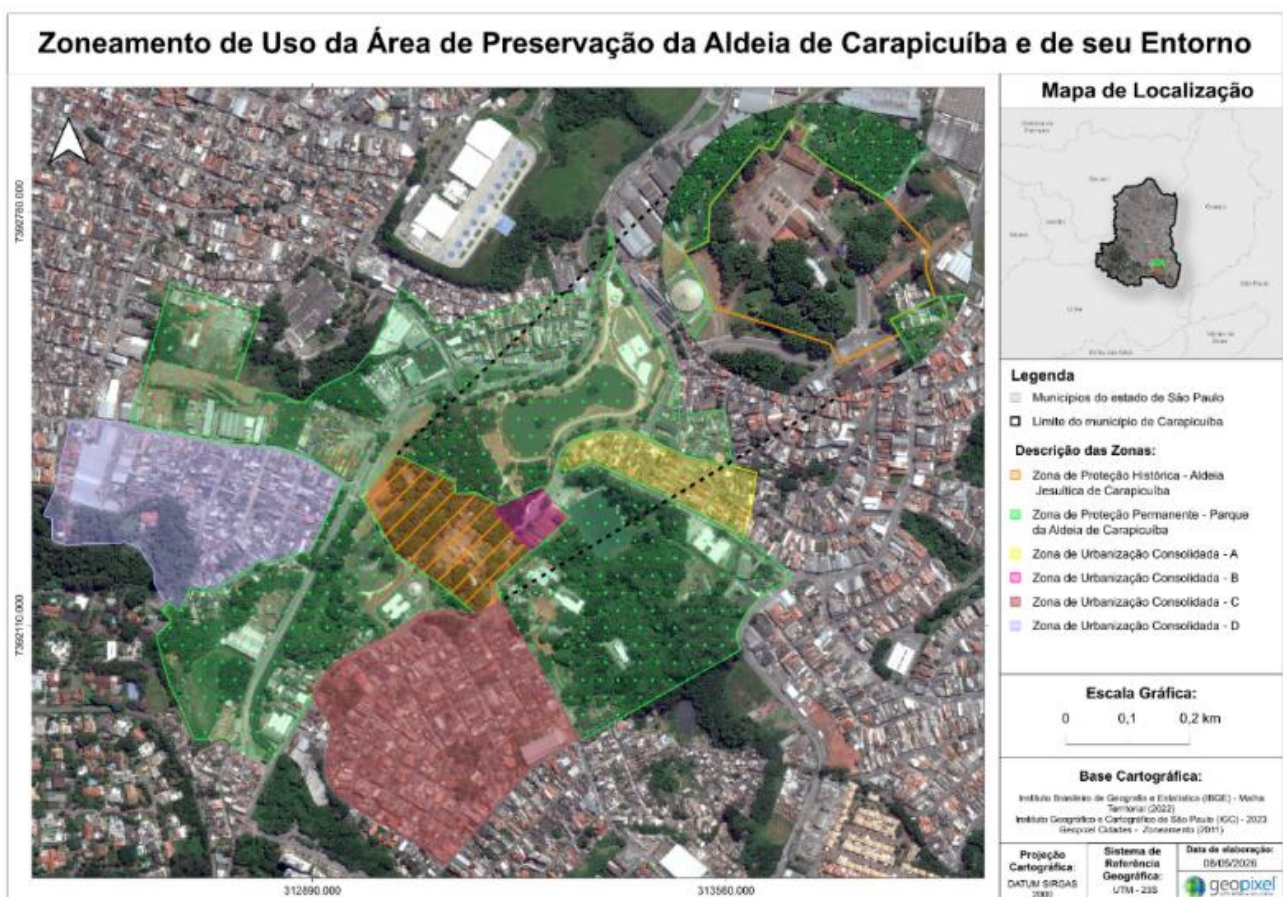 Zoneamento de Uso da Área de Preservação da Aldeia de Carapicuíba e de seu Entorno
Mapa de Localização
7392780.000
7392110.000
312890.000
313560.000
Legenda
Municípios do estado de São Paulo
Limite do município de Carapicuíba
Descrição das Zonas:
Zona de Proteção Histórica - Aldeia
Jesuítica de Carapicuíba
Zona de Proteção Permanente - Parque
da Aldeia de Carapicuíba
Zona de Urbanização Consolidada - A
Zona de Urbanização Consolidada - B
Zona de Urbanização Consolidada - C
Zona de Urbanização Consolidada - D
Escala Gráfica:
0 0,1 0,2 km
Base Cartográfica:
Instituto Brasileiro de Geografia e Estatística (IBGE) - Malha
Territorial (2022)
Instituto Geográfico e Cartográfico de São Paulo (IGC) - 2023
Geopixel Cidades - Zoneamento (2011)
Projeção
Cartográfica:
DATUM SIRGAS
2000
Sistema de
Referência
Geográfica:
UTM - 23S
Data de elaboração:
geopixel